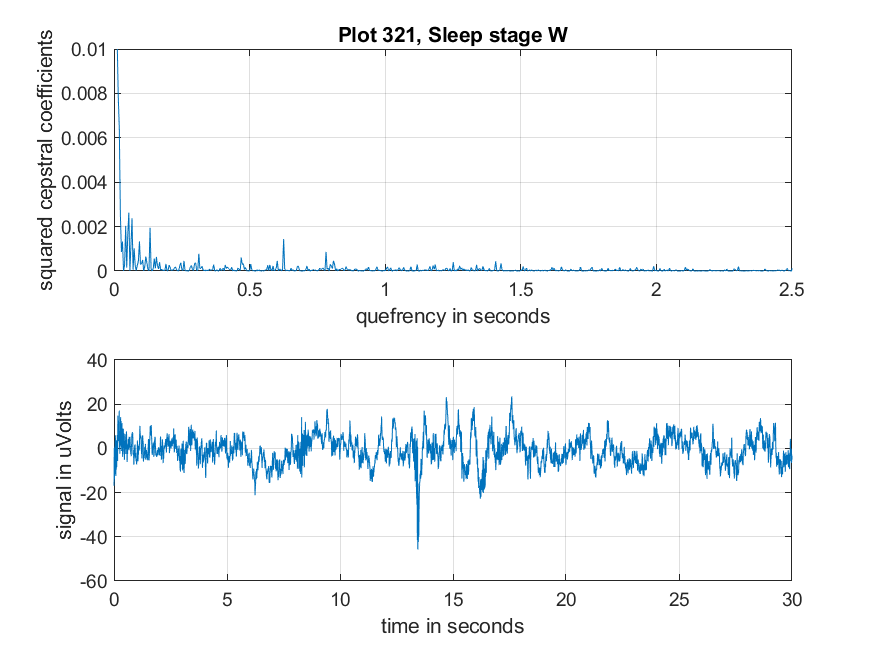 Plot 321, Sleep stage W
squared cepstral coefficients
0.01
0.008
0.006
0.004
0.002
0
0 0.5 1 1.5 2 2.5
quefrency in seconds
signal in uVolts
40
20
0
-20
-40
-60
0 5 10 15 20 25 30
time in seconds